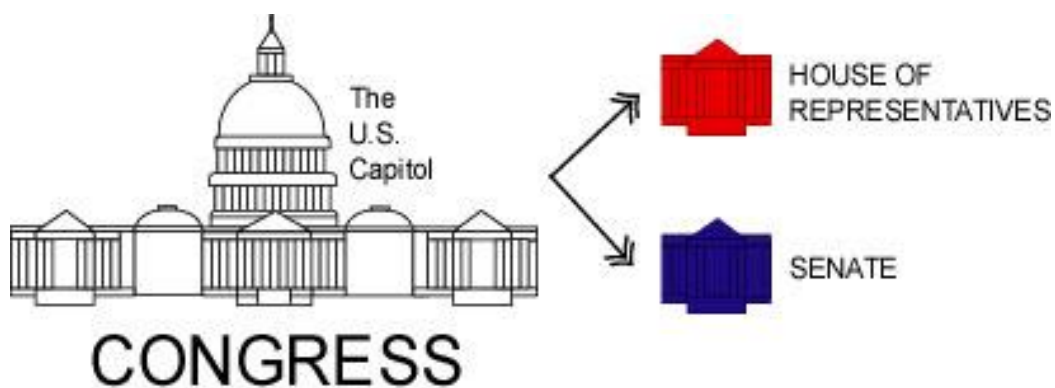 The
U.S.
Capitol
CONGRESS
HOUSE OF
REPRESENTATIVES
SENATE